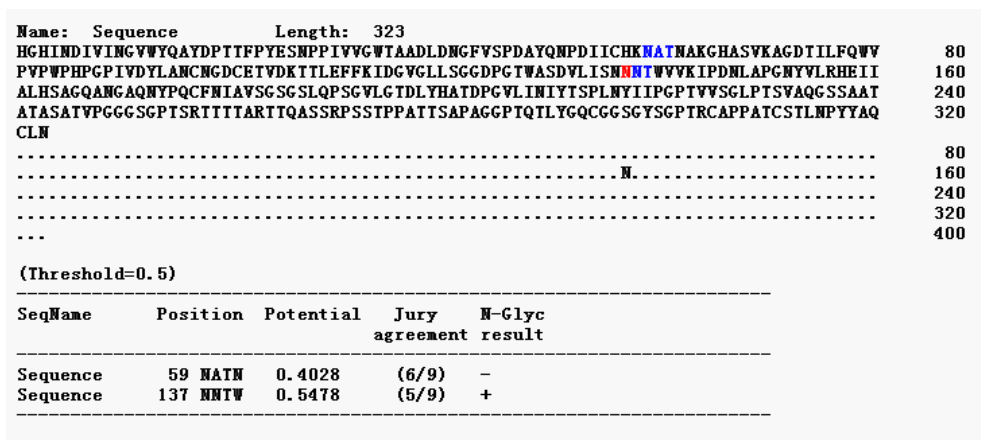 Name: Sequence Length: 323
HGHINDIVINGVWYQAYDPTTFPYESNPPIVVGWTAADLDNGFVSPDAYQNPDIICHKNATNAKGHASVKAGDTILFQWV 80
PVPWPHPGPIVDYLANCNGDCETVDKTTLEFFKIDGVGLLSGGDPGTWASDVLISNNNTWVVKIPDNLAPGNYVLRHEII 160
ALHSAGQANGAQNYPQCFNIAVSGSGSLQPSGVLGTDLYHATDPGVLINIYTSPLNYIIPGPTVVSGLPTSVAQGSSAAT 240
ATASATVPGGGSGPTSRTTTTARTTQASSRPSSTPPATTSAPAGGPTQTLYGQCGGSGYSGPTRCAPPATCSTLNPYYAQ 320
CLN
................................................................................ 80
........................................................N....................... 160
................................................................................ 240
................................................................................ 320
... 400
(Threshold=0.5)
----------------------------------------------------------------------
SeqName Position Potential Jury N-Glyc
agreement result
----------------------------------------------------------------------
Sequence 59 NATN 0.4028 (6/9) -
Sequence 137 NNTW 0.5478 (5/9) +
----------------------------------------------------------------------